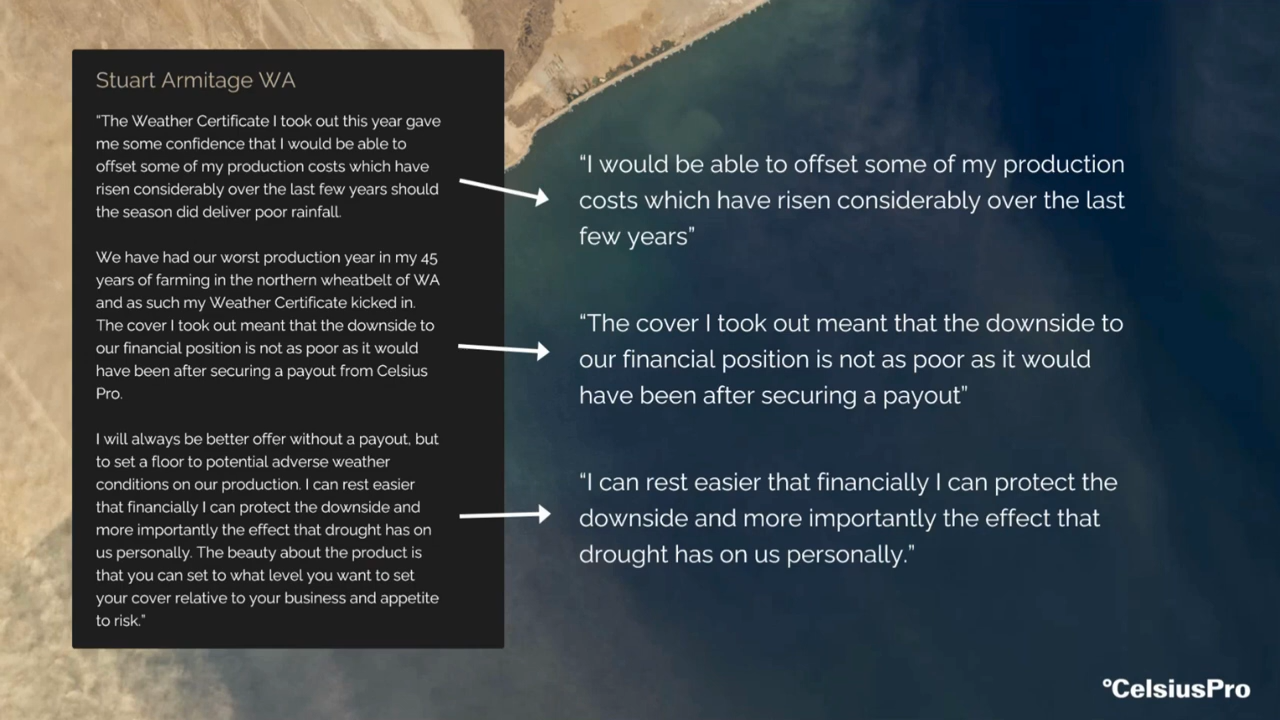 Stuart Armitage WA
"The Weather Certificate I took out this year gave
me some confidence that I would be able to
offset some of my production costs which have
risen considerably over the last few years should
the season did deliver poor rainfall.
We have had our worst production year in my 45
years of farming in the northern wheatbelt of WA
and as such my Weather Certificate kicked in.
The cover I took out meant that the downside to
our financial position is not as poor as it would
have been after securing a payout from Celsius
Pro.
I will always be better offer without a payout, but
to set a floor to potential adverse weather
conditions on our production. I can rest easier
that financially I can protect the downside and
more importantly the effect that drought has on
us personally. The beauty about the product is
that you can set to what level you want to set
your cover relative to your business and appetite
to risk."
“I would be able to offset some of my production
costs which have risen considerably over the last
few years”
“The cover I took out meant that the downside to
our financial position is not as poor as it would
have been after securing a payout”
“I can rest easier that financially I can protect the
downside and more importantly the effect that
drought has on us personally.”
°CelsiusPro